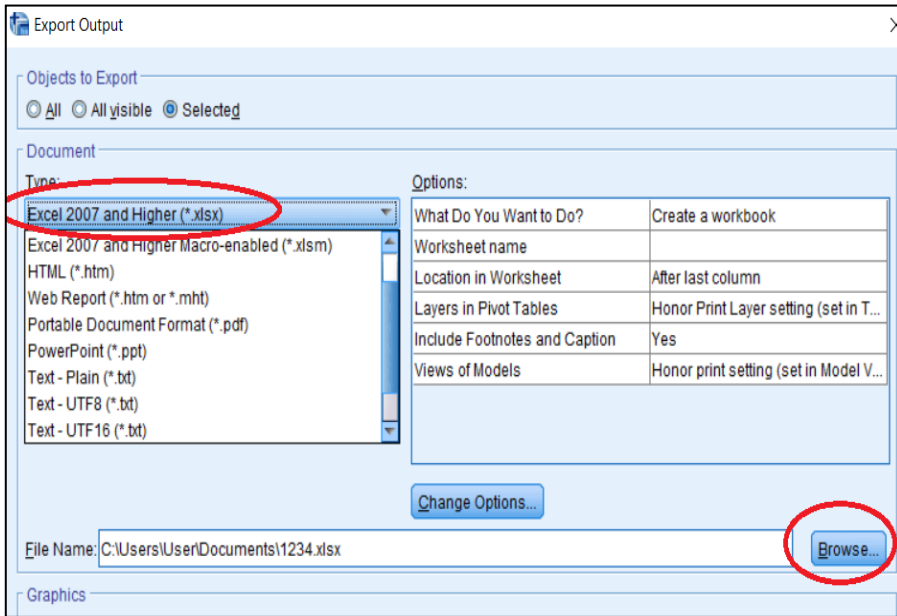 Export Output
Objects to Export
All All visible Selected
Document
Type:
Excel 2007 and Higher (*.xlsx)
Excel 2007 and Higher Macro-enabled (*.xlsm)
HTML (*.htm)
Web Report (*.htm or *.mht)
Portable Document Format (*.pdf)
PowerPoint (*.ppt)
Text - Plain (*.txt)
Text - UTF8 (*.txt)
Text - UTF16 (*.txt)
Options:
What Do You Want to Do? Create a workbook
Worksheet name
Location in Worksheet After last column
Layers in Pivot Tables Honor Print Layer setting (set in T...
Include Footnotes and Caption Yes
Views of Models Honor print setting (set in Model V...
Change Options...
File Name: C:\Users\User\Documents\1234.xlsx Browse...
Graphics